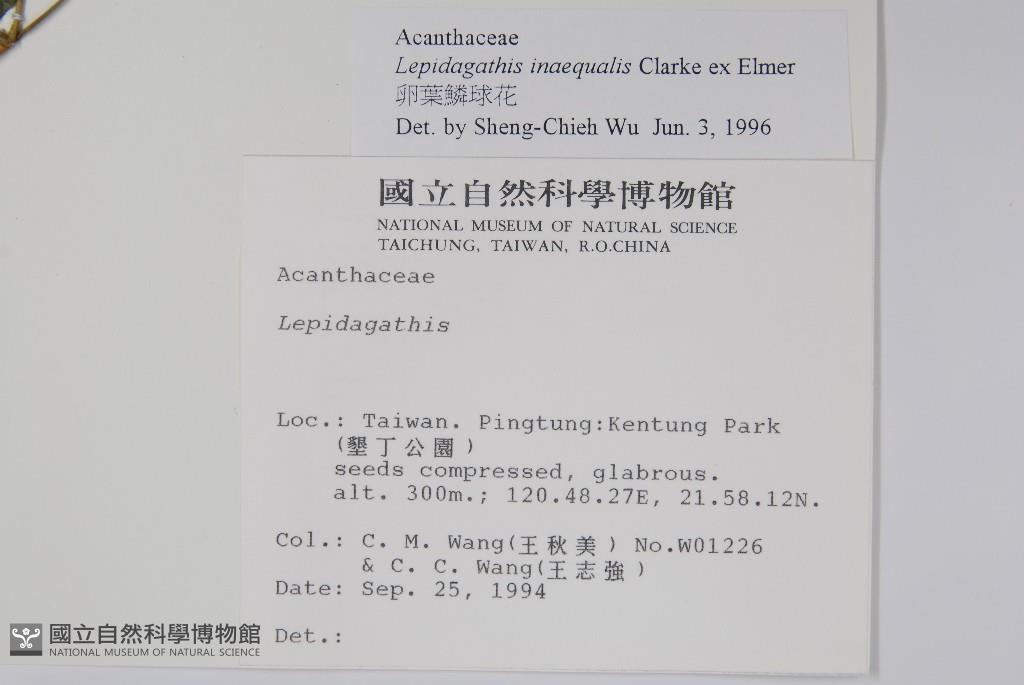 Acanthaceae
Lepidagathis inaequalis Clarke ex Elmer
卵葉鱗球花
Det. by Sheng-Chieh Wu Jun. 3, 1996
國立自然科學博物館
NATIONAL MUSEUM OF NATURAL SCIENCE
TAICHUNG, TAIWAN, R.O.CHINA
Acanthaceae
Lepidagathis
Loc.: Taiwan. Pingtung:Kentung Park
(墾丁公園)
seeds compressed, glabrous.
alt. 300m.; 120.48.27E, 21.58.12N.
Col.: C. M. Wang(王秋美) No.W01226
& C. C. Wang(王志強)
Date: Sep. 25, 1994
Det.:
國立自然科學博物館
NATIONAL MUSEUM OF NATURAL SCIENCE